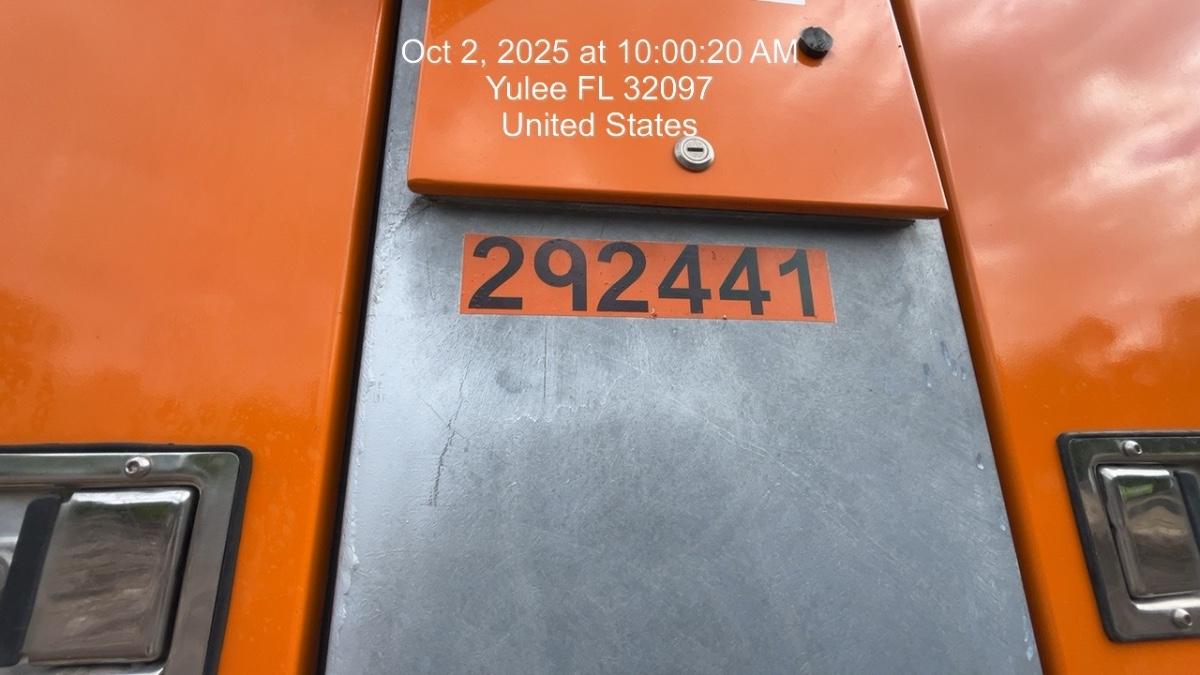 Oct 2, 2025 at 10:00:20 AM
Yulee FL 32097
United States
292441